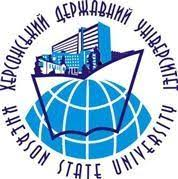 ХЕРСОНСЬКИЙ ДЕРЖАВНИЙ УНІВЕРСИТЕТ
KHERSON STATE UNIVERSITY